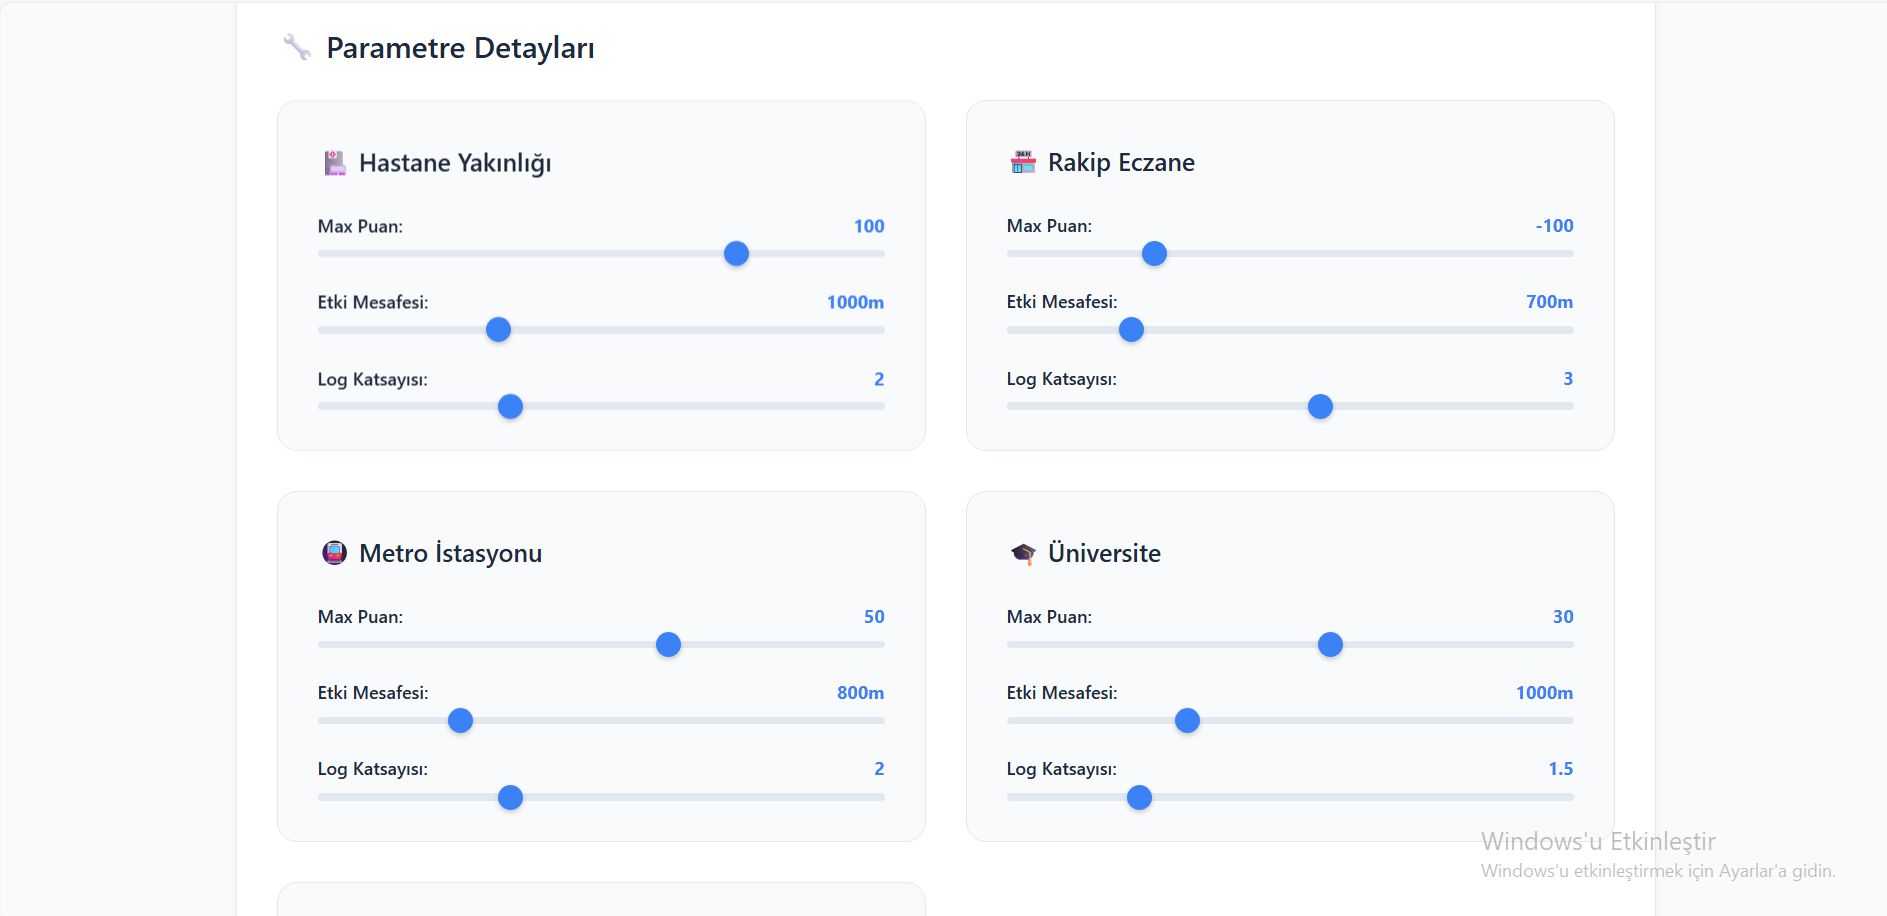 Parametre Detayları
Hastane Yakınlığı
Max Puan: 100
Etki Mesafesi: 1000m
Log Katsayısı: 2
Rakip Eczane
Max Puan: -100
Etki Mesafesi: 700m
Log Katsayısı: 3
Metro İstasyonu
Max Puan: 50
Etki Mesafesi: 800m
Log Katsayısı: 2
Üniversite
Max Puan: 30
Etki Mesafesi: 1000m
Log Katsayısı: 1.5
Windows'u Etkinleştir
Windows'u etkinleştirmek için Ayarlar'a gidin.